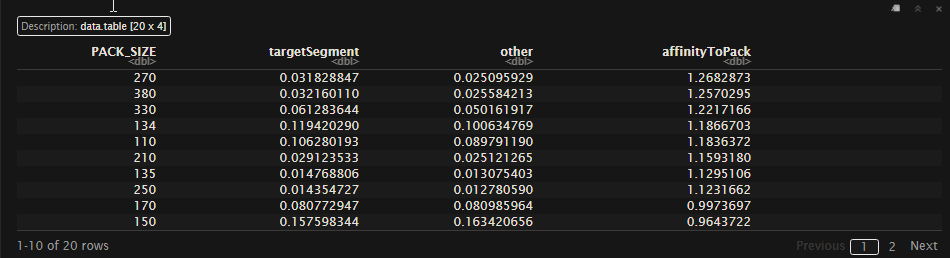 Description: data.table [20 x 4]
PACK_SIZE targetSegment other affinityToPack
<dbl> <dbl> <dbl> <dbl>
270 0.031828847 0.025095929 1.2682873
380 0.032160110 0.025584213 1.2570295
330 0.061283644 0.050161917 1.2217166
134 0.119420290 0.100634769 1.1866703
110 0.106280193 0.089791190 1.1836372
210 0.029123533 0.025121265 1.1593180
135 0.014768806 0.013075403 1.1295106
250 0.014354727 0.012780590 1.1231662
170 0.080772947 0.080985964 0.9973697
150 0.157598344 0.163420656 0.9643722
1-10 of 20 rows Previous 1 2 Next